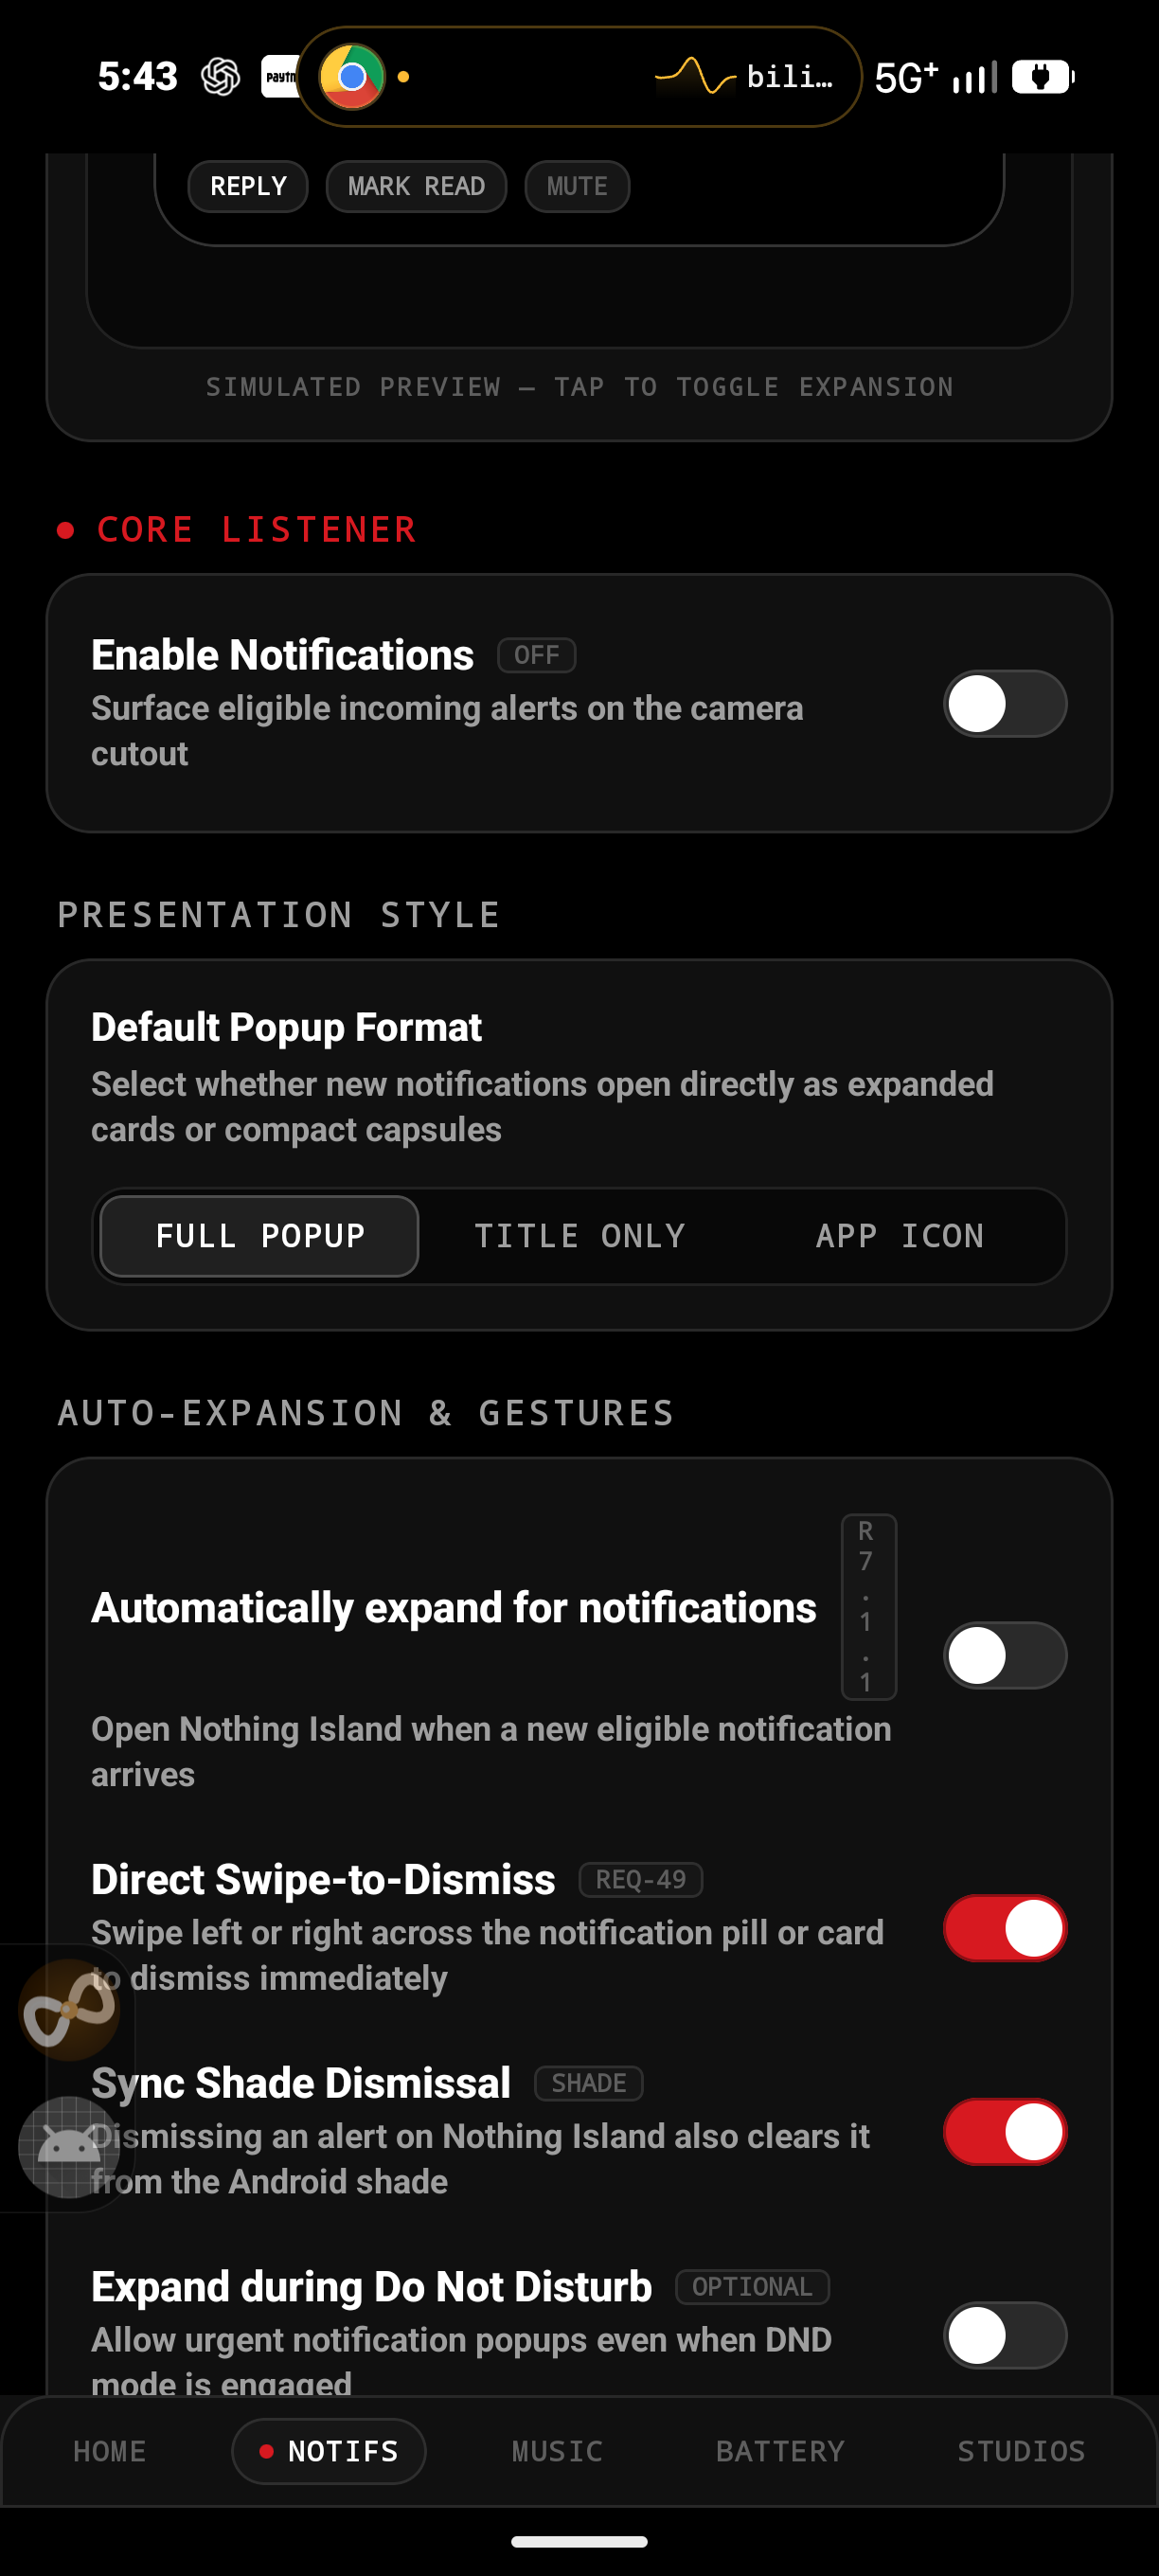 5:43
bili…
5G+
REPLY
MARK READ
MUTE
SIMULATED PREVIEW — TAP TO TOGGLE EXPANSION
CORE LISTENER
Enable Notifications
OFF
Surface eligible incoming alerts on the camera
cutout
PRESENTATION STYLE
Default Popup Format
Select whether new notifications open directly as expanded
cards or compact capsules
FULL POPUP
TITLE ONLY
APP ICON
AUTO-EXPANSION & GESTURES
Automatically expand for notifications
R
7
.
1
.
1
Open Nothing Island when a new eligible notification
arrives
Direct Swipe-to-Dismiss
REQ-49
Swipe left or right across the notification pill or card
to dismiss immediately
Sync Shade Dismissal
SHADE
Dismissing an alert on Nothing Island also clears it
from the Android shade
Expand during Do Not Disturb
OPTIONAL
Allow urgent notification popups even when DND
mode is engaged
HOME
NOTIFS
MUSIC
BATTERY
STUDIOS